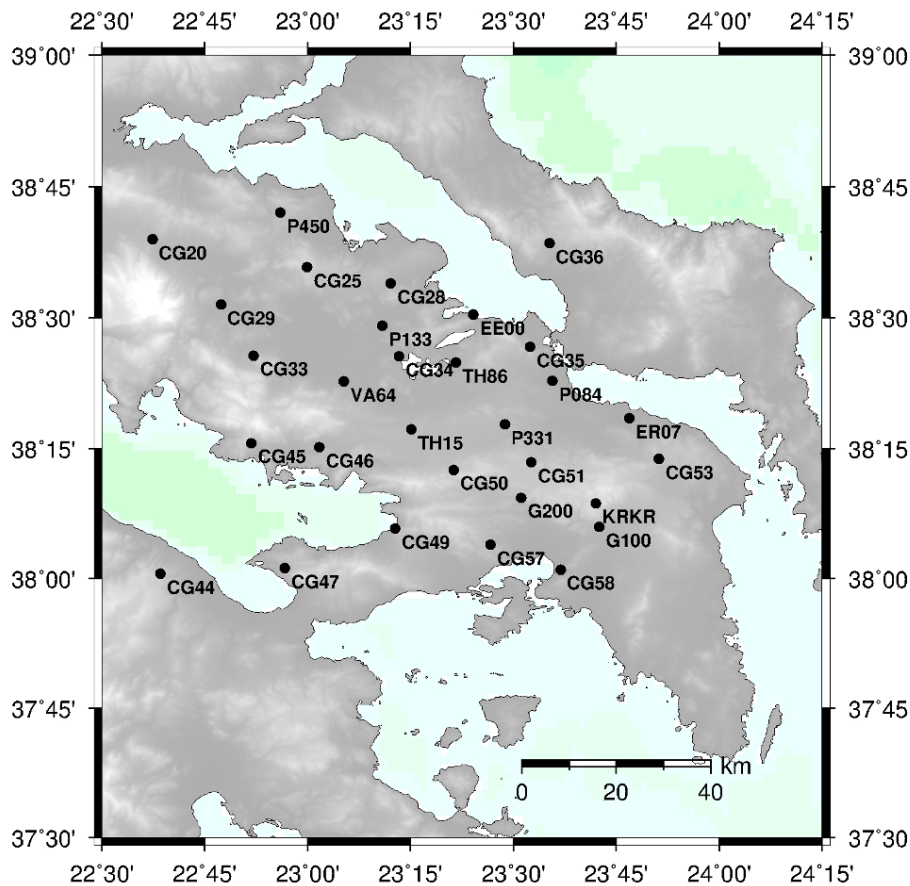 22˚30' 22˚45' 23˚00' 23˚15' 23˚30' 23˚45' 24˚00' 24˚15'
39˚00' 39˚00'
38˚45' 38˚45'
P450
CG20 CG36
CG25
CG28
CG29 38˚30' 38˚30'
EE00
P133
CG35
CG33 CG34 TH86
VA64 P084
ER07
TH15 P331
38˚15' 38˚15'
CG45 CG46 CG51 CG53
CG50
G200 KRKR
CG49 G100
CG57
38˚00' 38˚00'
CG44 CG47 CG58
37˚45' 37˚45'
km
0 20 40
37˚30' 37˚30'
22˚30' 22˚45' 23˚00' 23˚15' 23˚30' 23˚45' 24˚00' 24˚15'